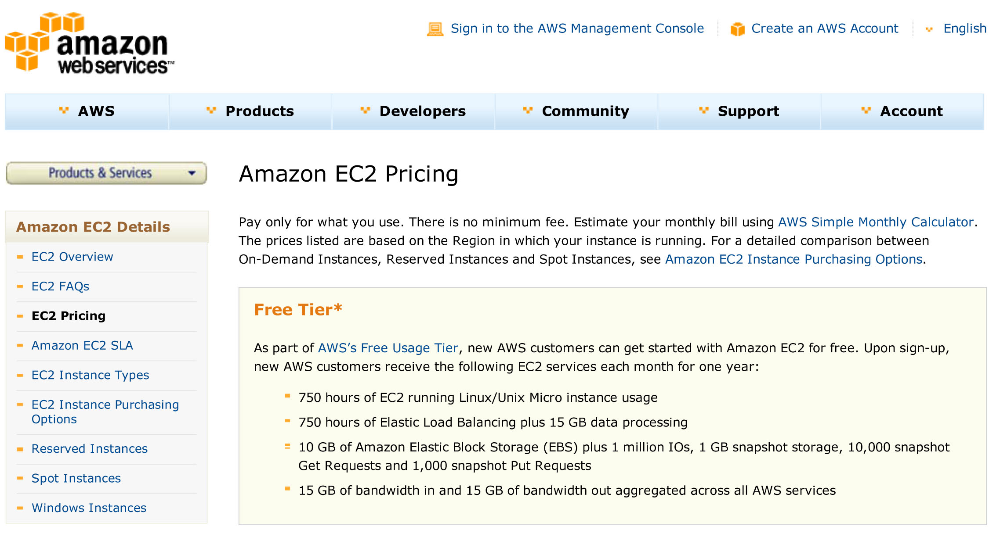 amazon
webservices™
Sign in to the AWS Management Console
Create an AWS Account
English
AWS
Products
Developers
Community
Support
Account
Products & Services
Amazon EC2 Details
EC2 Overview
EC2 FAQs
EC2 Pricing
Amazon EC2 SLA
EC2 Instance Types
EC2 Instance Purchasing
Options
Reserved Instances
Spot Instances
Windows Instances
Amazon EC2 Pricing
Pay only for what you use. There is no minimum fee. Estimate your monthly bill using AWS Simple Monthly Calculator.
The prices listed are based on the Region in which your instance is running. For a detailed comparison between
On-Demand Instances, Reserved Instances and Spot Instances, see Amazon EC2 Instance Purchasing Options.
Free Tier*
As part of AWS’s Free Usage Tier, new AWS customers can get started with Amazon EC2 for free. Upon sign-up,
new AWS customers receive the following EC2 services each month for one year:
750 hours of EC2 running Linux/Unix Micro instance usage
750 hours of Elastic Load Balancing plus 15 GB data processing
10 GB of Amazon Elastic Block Storage (EBS) plus 1 million IOs, 1 GB snapshot storage, 10,000 snapshot
Get Requests and 1,000 snapshot Put Requests
15 GB of bandwidth in and 15 GB of bandwidth out aggregated across all AWS services